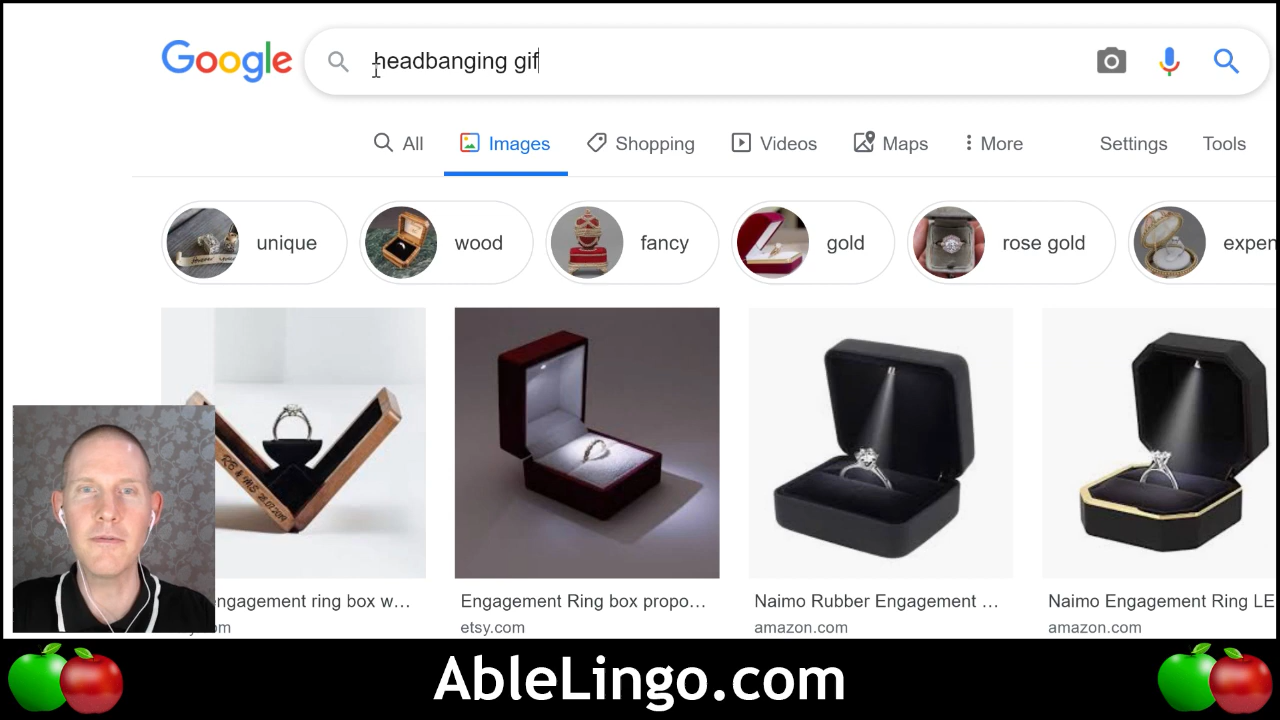 Google
headbanging gif
All Images Shopping Videos Maps More Settings Tools
unique wood fancy gold rose gold expen
ngagement ring box w... Engagement Ring box propo... Naimo Rubber Engagement ... Naimo Engagement Ring LE
etsy.com amazon.com amazon.com
AbleLingo.com